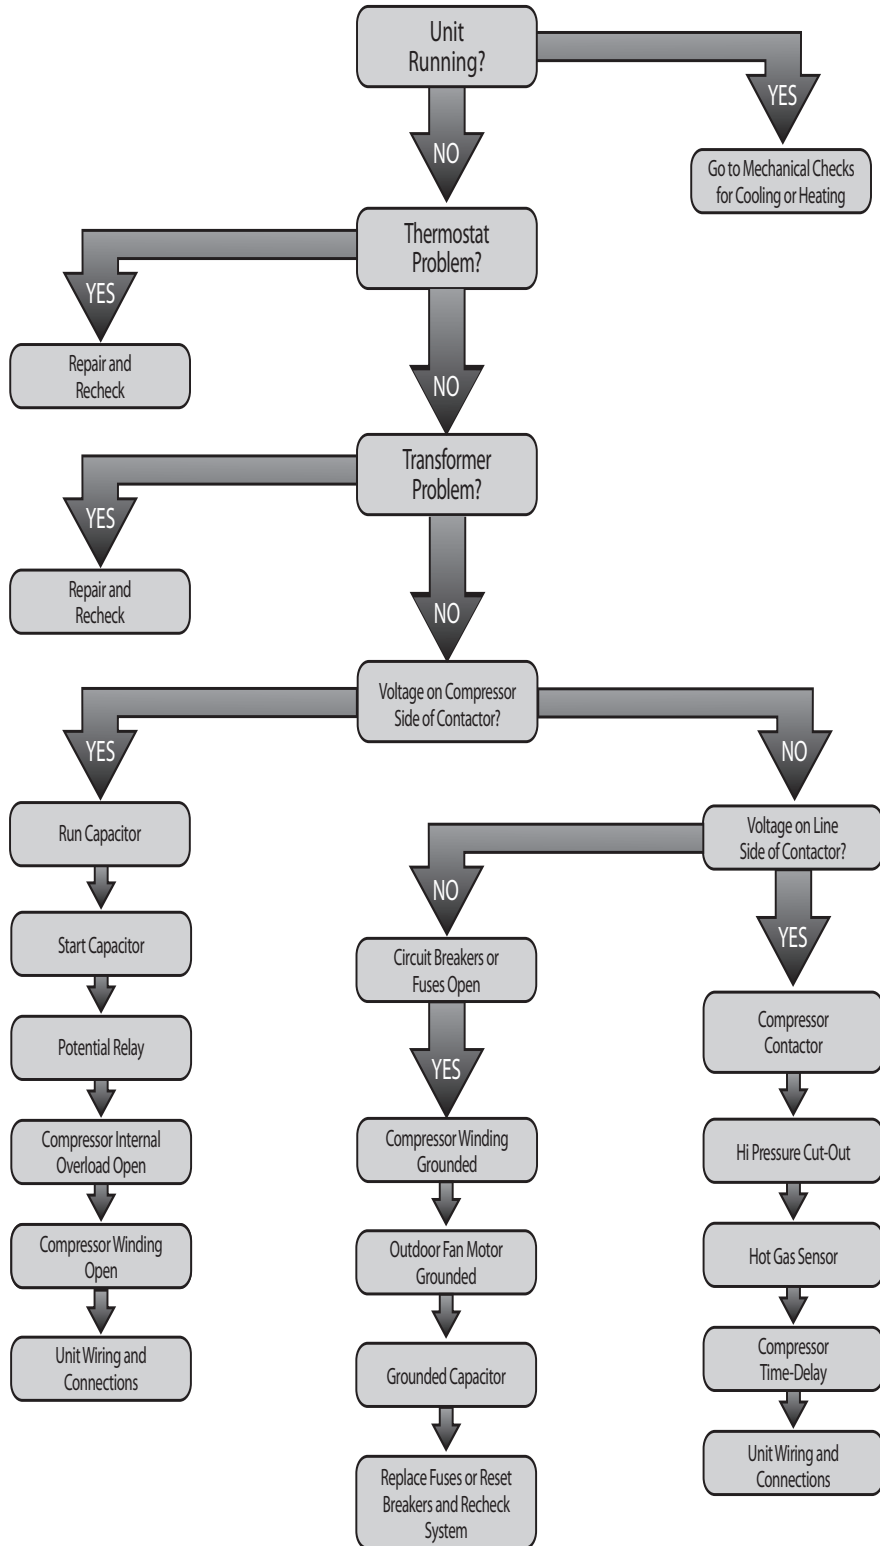 Unit
Running?
YES
NO
Go to Mechanical Checks
for Cooling or Heating
Thermostat
Problem?
YES
Repair and
Recheck
NO
Transformer
Problem?
YES
Repair and
Recheck
NO
Voltage on Compressor
Side of Contactor?
YES
NO
Run Capacitor
Start Capacitor
Potential Relay
Compressor Internal
Overload Open
Compressor Winding
Open
Unit Wiring and
Connections
Voltage on Line
Side of Contactor?
NO
Circuit Breakers or
Fuses Open
YES
Compressor Winding
Grounded
Outdoor Fan Motor
Grounded
Grounded Capacitor
Replace Fuses or Reset
Breakers and Recheck
System
YES
Compressor
Contactor
Hi Pressure Cut-Out
Hot Gas Sensor
Compressor
Time-Delay
Unit Wiring and
Connections